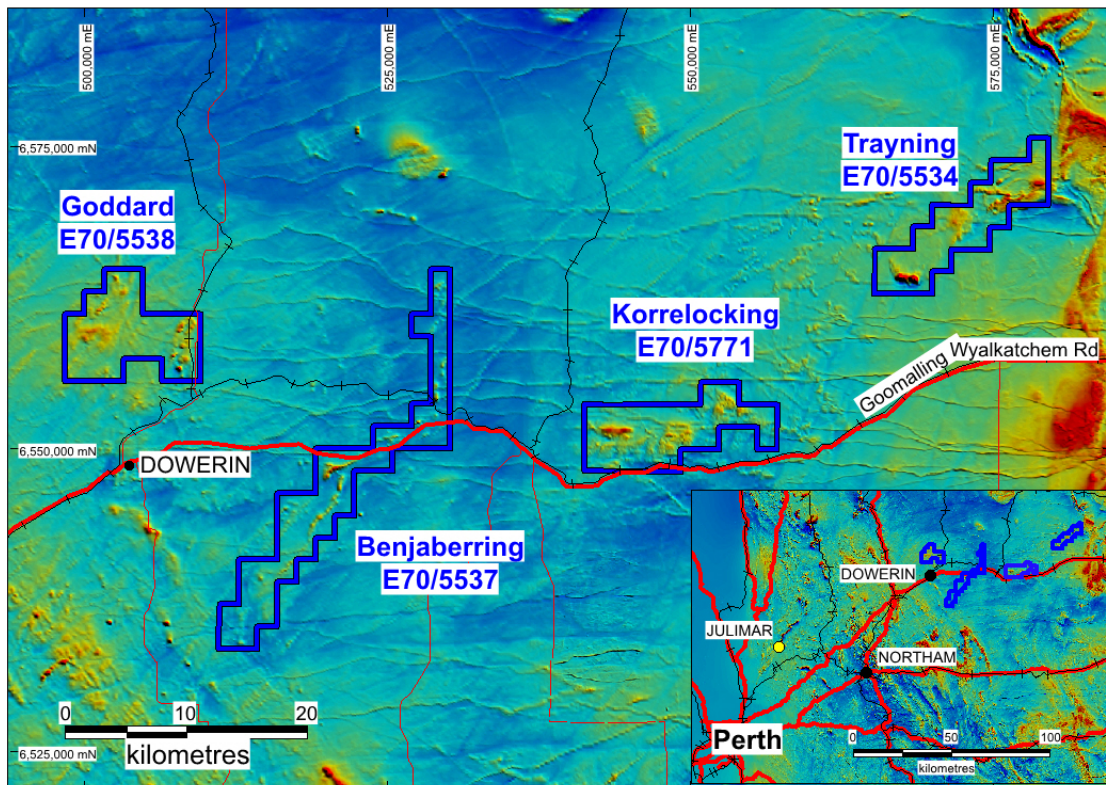 500,000 mE
525,000 mE
550,000 mE
575,000 mE
6,575,000 mN
Trayning
E70/5534
Goddard
E70/5538
Korrelocking
E70/5771
Goomalling
Wyalkatchem Rd
6,550,000 mN
DOWERIN
Benjaberring
E70/5537
0
10
20
kilometres
6,525,000 mN
DOWERIN
JULIMAR
NORTHAM
Perth
0
50
100
kilometres